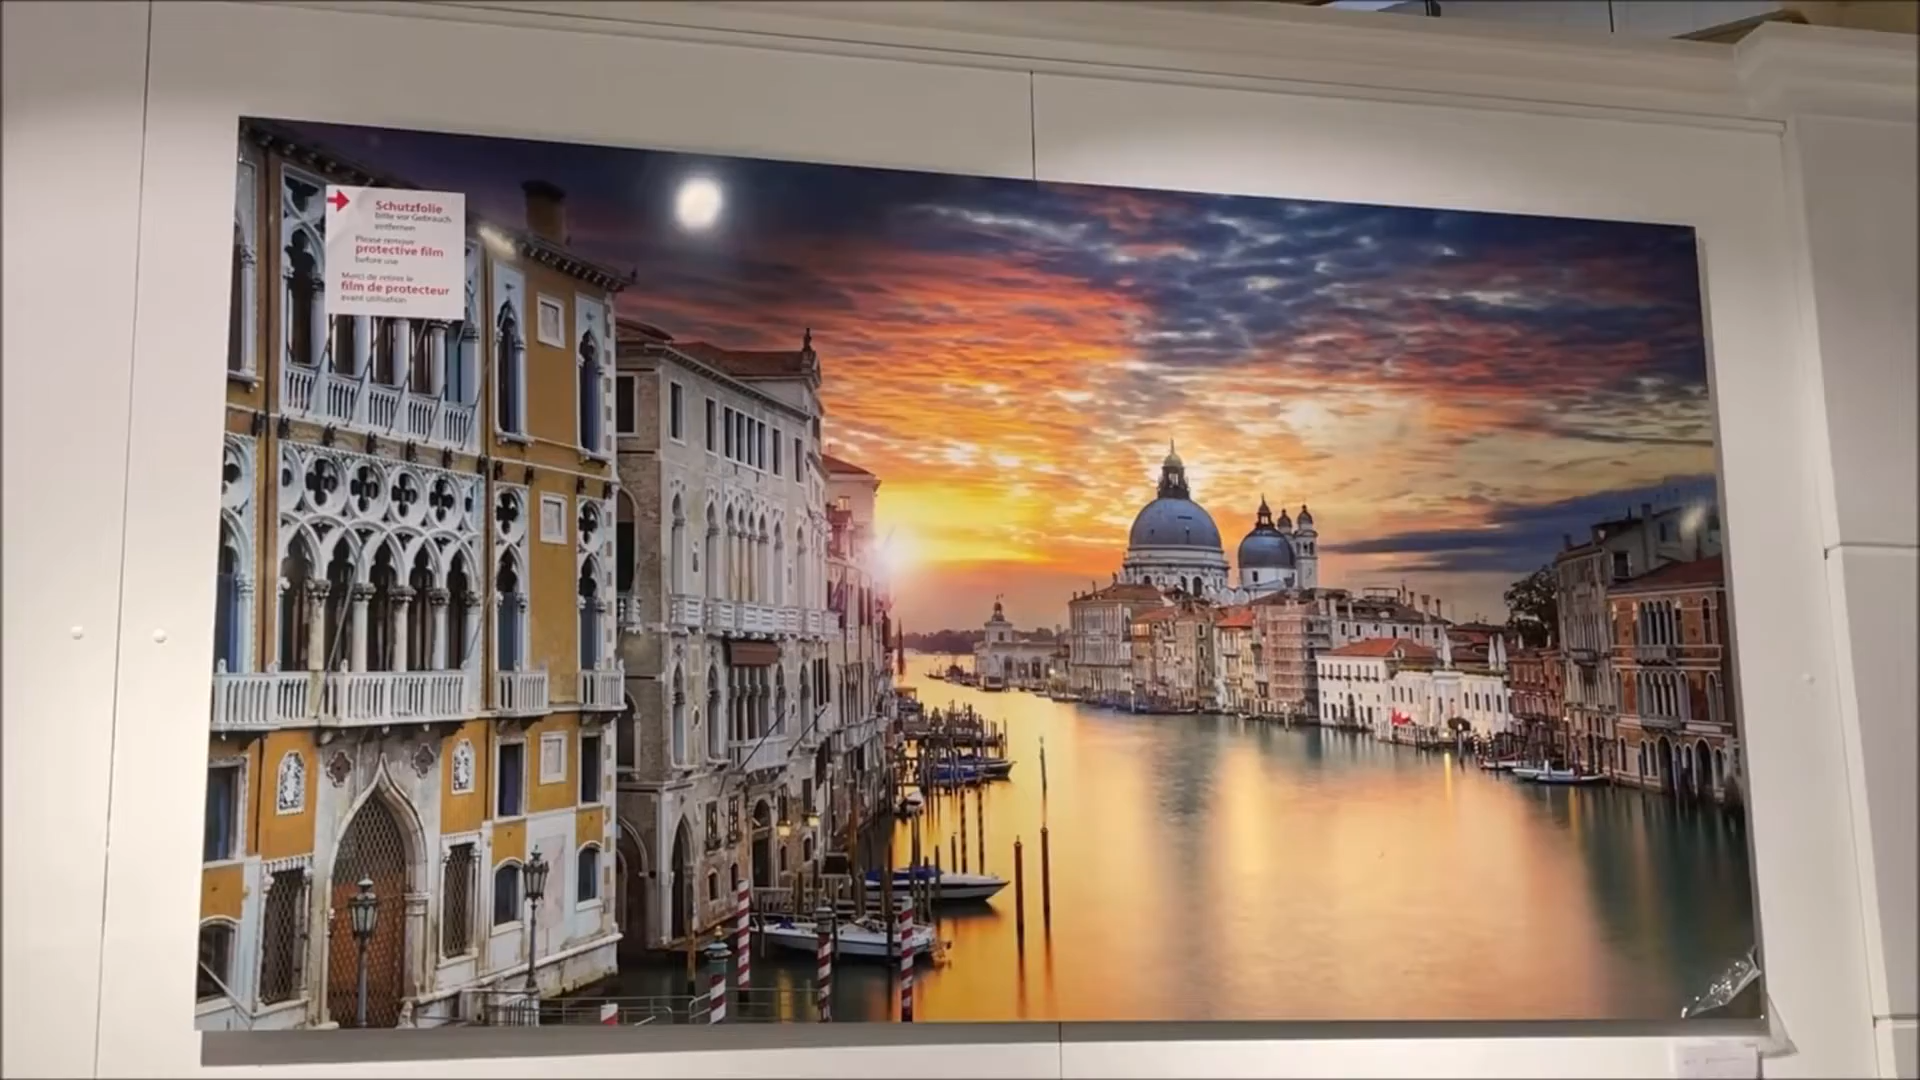 Schutzfolie
bitte vor Gebrauch
entfernen
Please remove
protective film
before use
Merci de retirer le
film de protecteur
avant utilisation